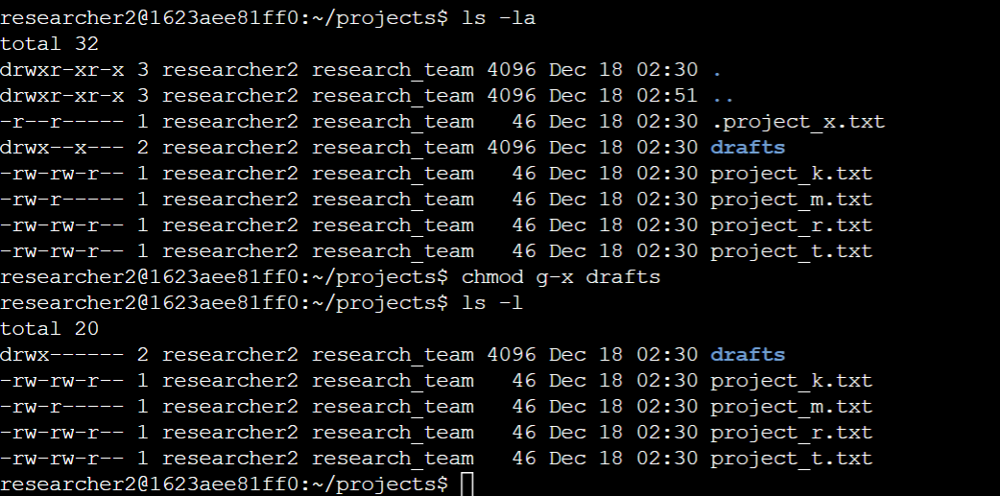 researcher2@1623aee81ff0:~/projects$ ls -la
total 32
drwxr-xr-x 3 researcher2 research_team 4096 Dec 18 02:30 .
drwxr-xr-x 3 researcher2 research_team 4096 Dec 18 02:51 ..
-r--r----- 1 researcher2 research_team   46 Dec 18 02:30 .project_x.txt
drwx--x--- 2 researcher2 research_team 4096 Dec 18 02:30 drafts
-rw-rw-r-- 1 researcher2 research_team   46 Dec 18 02:30 project_k.txt
-rw-r----- 1 researcher2 research_team   46 Dec 18 02:30 project_m.txt
-rw-rw-r-- 1 researcher2 research_team   46 Dec 18 02:30 project_r.txt
-rw-rw-r-- 1 researcher2 research_team   46 Dec 18 02:30 project_t.txt
researcher2@1623aee81ff0:~/projects$ chmod g-x drafts
researcher2@1623aee81ff0:~/projects$ ls -l
total 20
drwx------ 2 researcher2 research_team 4096 Dec 18 02:30 drafts
-rw-rw-r-- 1 researcher2 research_team   46 Dec 18 02:30 project_k.txt
-rw-r----- 1 researcher2 research_team   46 Dec 18 02:30 project_m.txt
-rw-rw-r-- 1 researcher2 research_team   46 Dec 18 02:30 project_r.txt
-rw-rw-r-- 1 researcher2 research_team   46 Dec 18 02:30 project_t.txt
researcher2@1623aee81ff0:~/projects$